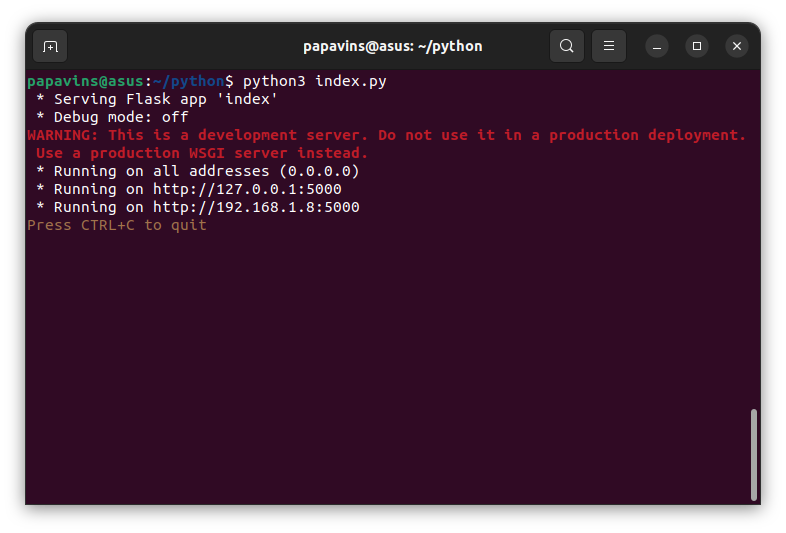 papavins@asus: ~/python
papavins@asus:~/python$ python3 index.py
 * Serving Flask app 'index'
 * Debug mode: off
WARNING: This is a development server. Do not use it in a production deployment.
 Use a production WSGI server instead.
 * Running on all addresses (0.0.0.0)
 * Running on http://127.0.0.1:5000
 * Running on http://192.168.1.8:5000
Press CTRL+C to quit